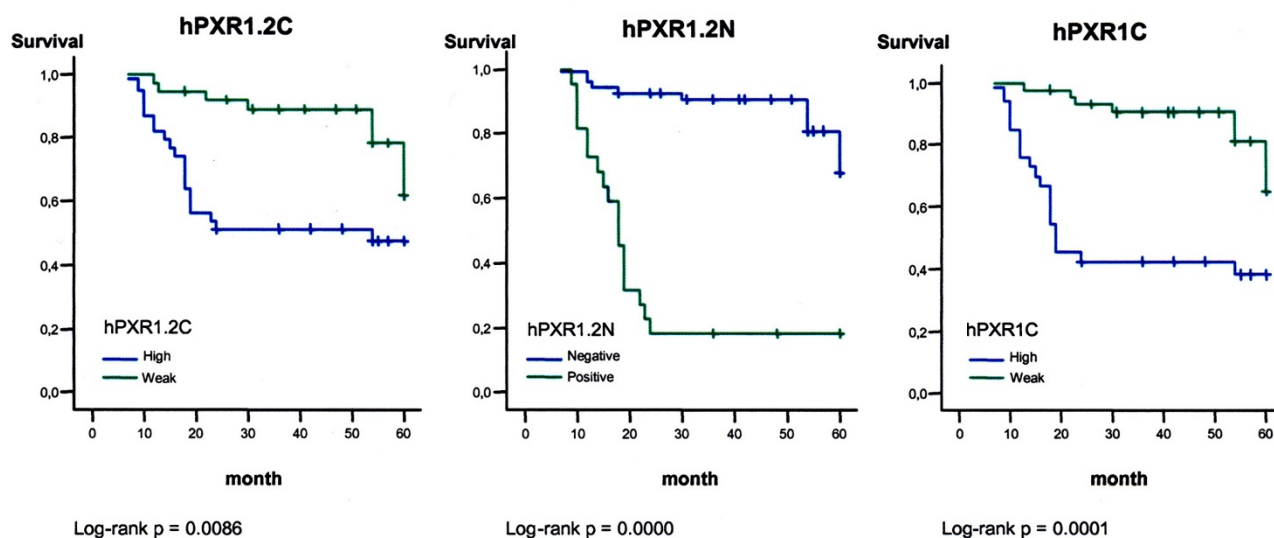 hPXR1.2C
Survival
1,0
0,8
0,6
0,4
0,2
0,0
hPXR1.2C
High
Weak
0 10 20 30 40 50 60
month
Log-rank p = 0.0086
hPXR1.2N
Survival
1,0
0,8
0,6
0,4
0,2
0,0
hPXR1.2N
Negative
Positive
0 10 20 30 40 50 60
month
Log-rank p = 0.0000
hPXR1C
Survival
1,0
0,8
0,6
0,4
0,2
0,0
hPXR1C
High
Weak
0 10 20 30 40 50 60
month
Log-rank p = 0.0001